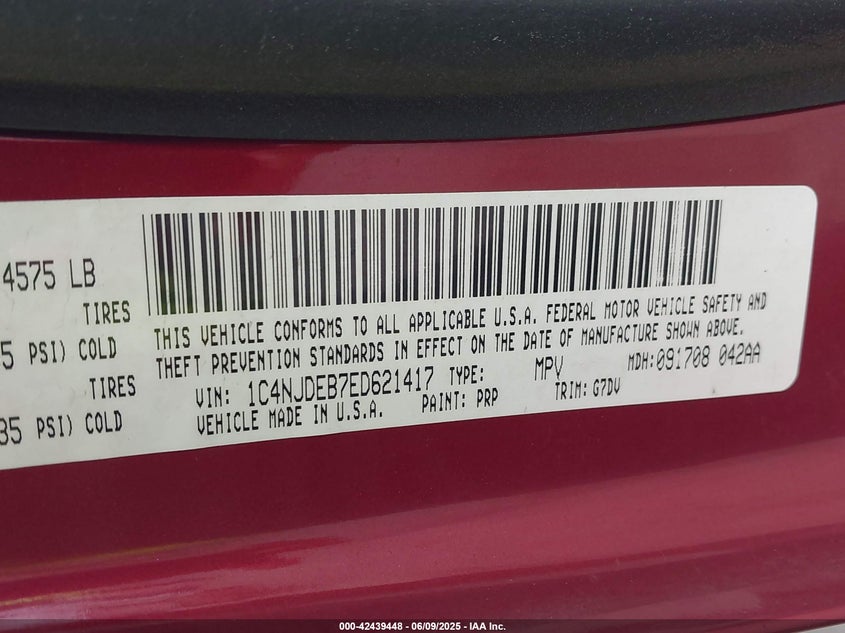 4575 LB
TIRES
5 PSI) COLD
TIRES
35 PSI) COLD
THIS VEHICLE CONFORMS TO ALL APPLICABLE U.S.A. FEDERAL MOTOR VEHICLE SAFETY AND
THEFT PREVENTION STANDARDS IN EFFECT ON THE DATE OF MANUFACTURE SHOWN ABOVE.
VIN: 1C4NJDEB7ED621417 TYPE: MPV MDH:091708 042AA
VEHICLE MADE IN U.S.A. PAINT: PRP TRIM: G7DV
000-42439448 - 06/09/2025 - IAA Inc.